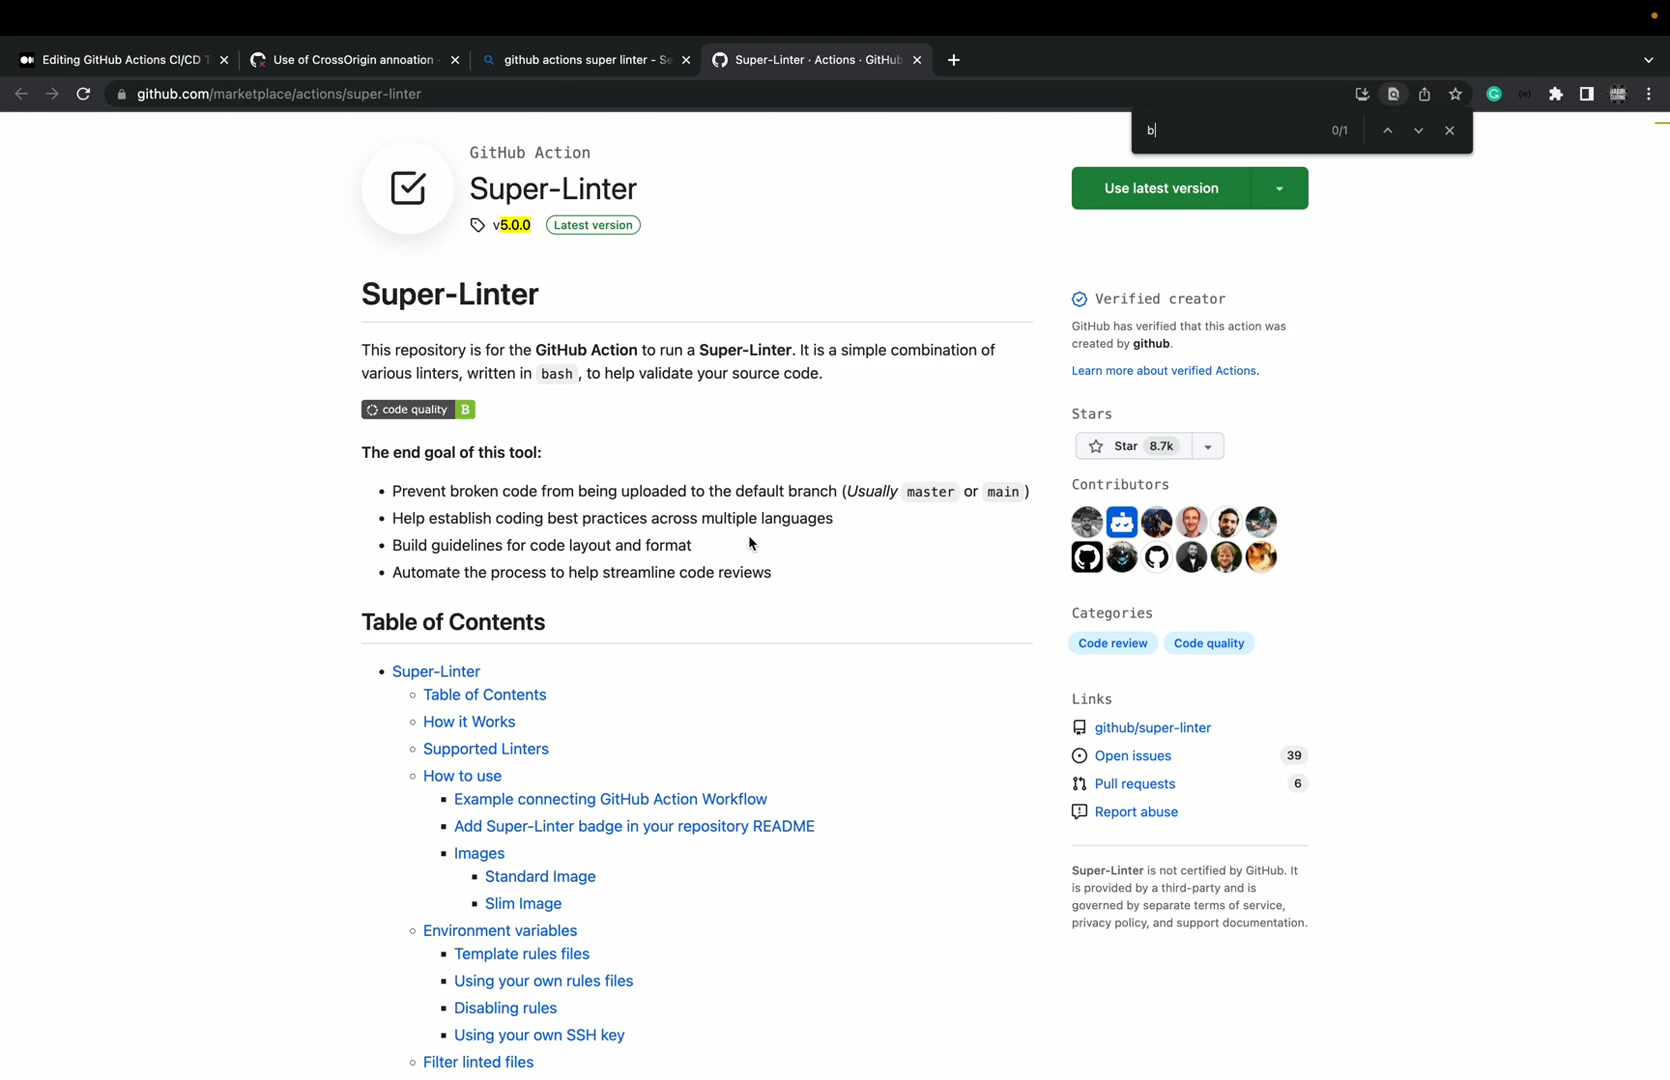 Editing GitHub Actions CI/CD T
Use of CrossOrigin annoation
github actions super linter - Se
Super-Linter · Actions · GitHub
github.com/marketplace/actions/super-linter
b
0/1
GitHub Action
Super-Linter
v5.0.0
Latest version
Use latest version
Super-Linter
This repository is for the GitHub Action to run a Super-Linter. It is a simple combination of
various linters, written in bash, to help validate your source code.
code quality B
The end goal of this tool:
• Prevent broken code from being uploaded to the default branch (Usually master or main)
• Help establish coding best practices across multiple languages
• Build guidelines for code layout and format
• Automate the process to help streamline code reviews
Table of Contents
• Super-Linter
◦ Table of Contents
◦ How it Works
◦ Supported Linters
◦ How to use
▪ Example connecting GitHub Action Workflow
▪ Add Super-Linter badge in your repository README
▪ Images
▪ Standard Image
▪ Slim Image
◦ Environment variables
▪ Template rules files
▪ Using your own rules files
▪ Disabling rules
▪ Using your own SSH key
◦ Filter linted files
Verified creator
GitHub has verified that this action was
created by github.
Learn more about verified Actions.
Stars
Star 8.7k
Contributors
Categories
Code review
Code quality
Links
github/super-linter
Open issues 39
Pull requests 6
Report abuse
Super-Linter is not certified by GitHub. It
is provided by a third-party and is
governed by separate terms of service,
privacy policy, and support documentation.